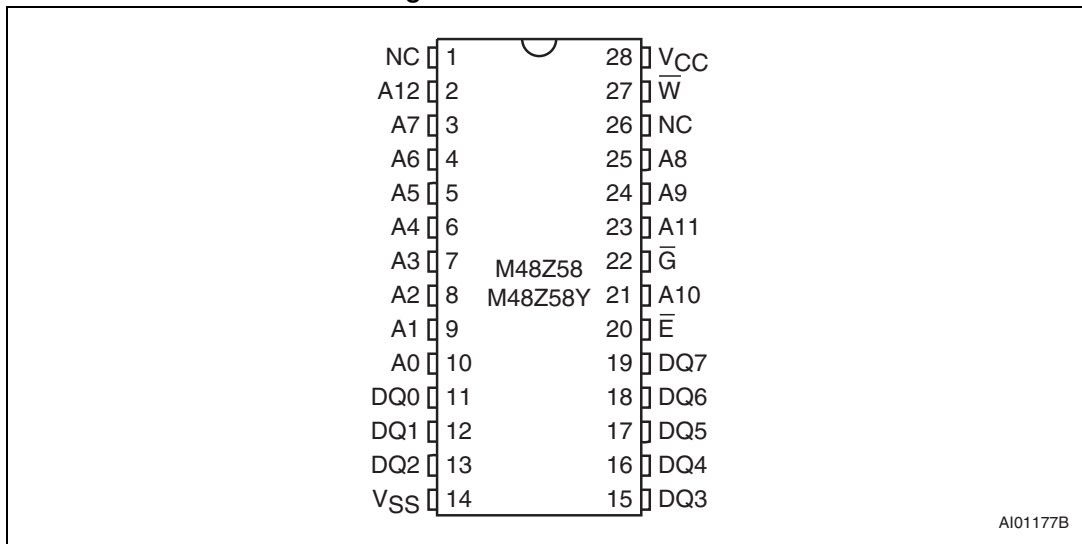 NC 1 28 VCC
A12 2 27 W̅
A7 3 26 NC
A6 4 25 A8
A5 5 24 A9
A4 6 23 A11
A3 7 22 G̅
M48Z58
A2 8 21 A10
M48Z58Y
A1 9 20 E̅
A0 10 19 DQ7
DQ0 11 18 DQ6
DQ1 12 17 DQ5
DQ2 13 16 DQ4
VSS 14 15 DQ3
AI01177B